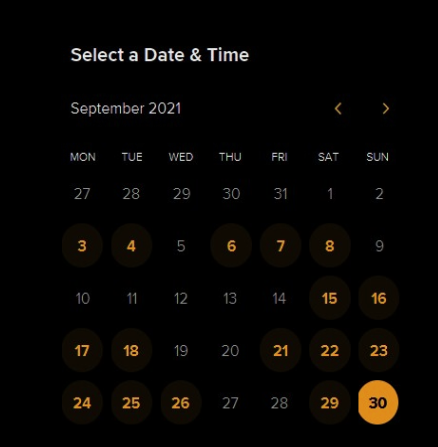 Select a Date & Time
September 2021
MON TUE WED THU FRI SAT SUN
27 28 29 30 31 1 2
3 4 5 6 7 8 9
10 11 12 13 14 15 16
17 18 19 20 21 22 23
24 25 26 27 28 29 30